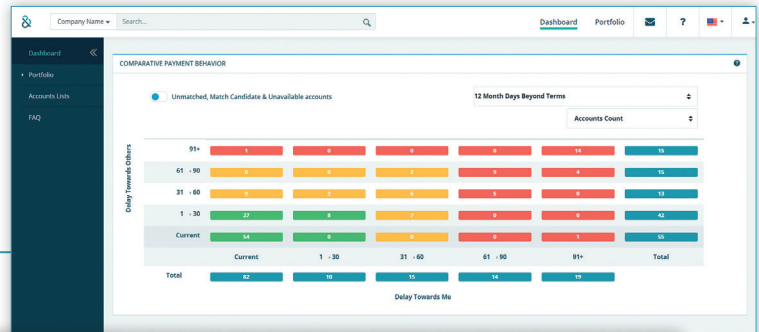 &
Company Name Search... Dashboard Portfolio ?
Dashboard
Portfolio
Accounts Lists
FAQ
COMPARATIVE PAYMENT BEHAVIOR ?
Unmatched, Match Candidate & Unavailable accounts
12 Month Days Beyond Terms
Accounts Count
Delay Towards Others
91+ 1 0 0 0 14 15
61 - 90 0 0 2 9 4 15
31 - 60 0 2 6 5 0 13
1 - 30 27 8 7 0 0 42
Current 54 0 0 0 1 55
Current 1 - 30 31 - 60 61 - 90 91+ Total
Total 82 10 15 14 19
Delay Towards Me